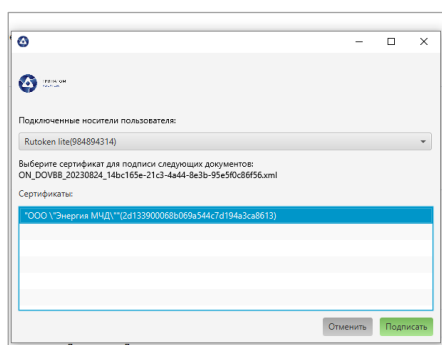 Подключенные носители пользователя:
Rutoken lite(984894314)
Выберите сертификат для подписи следующих документов:
ON_DOVBB_20230824_14bc165e-21c3-4a44-8e3b-95e5f0c86f56.xml
Сертификаты:
"ООО \"Энергия МЧД\""(2d133900068b069a544c7d194a3ca8613)
Отменить
Подписать